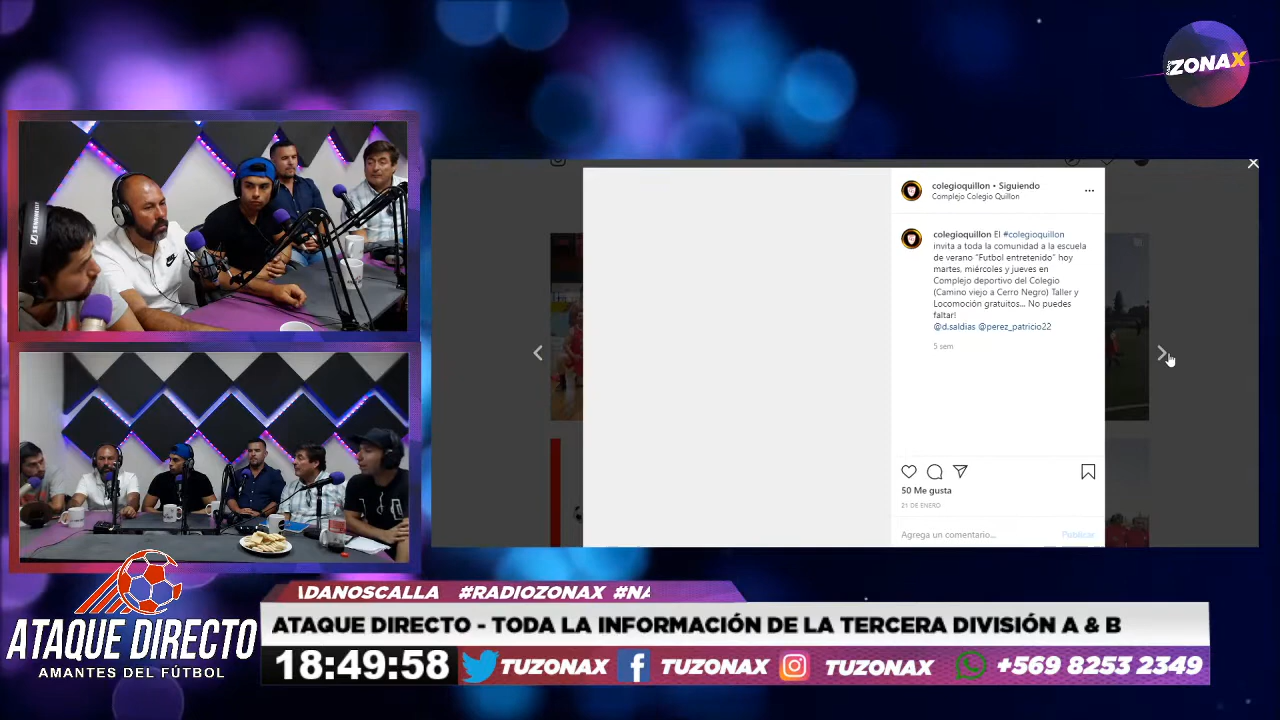 ZONAX
colegioquillon • Siguiendo
Complejo Colegio Quillon
colegioquillon El #colegioquillon
invita a toda la comunidad a la escuela
de verano "Futbol entretenido" hoy
martes, miércoles y jueves en
Complejo deportivo del Colegio
(Camino viejo a Cerro Negro) Taller y
Locomoción gratuitos... No puedes
faltar!
@d.saldias @perez_patricio22
5 sem
50 Me gusta
21 DE ENERO
Agrega un comentario...
Publicar
SENNHEISER
ATAQUE DIRECTO
AMANTES DEL FÚTBOL
DANOSCALLA #RADIOZONAX #NA
ATAQUE DIRECTO - TODA LA INFORMACIÓN DE LA TERCERA DIVISIÓN A & B
18:49:58 TUZONAX TUZONAX TUZONAX +569 8253 2349